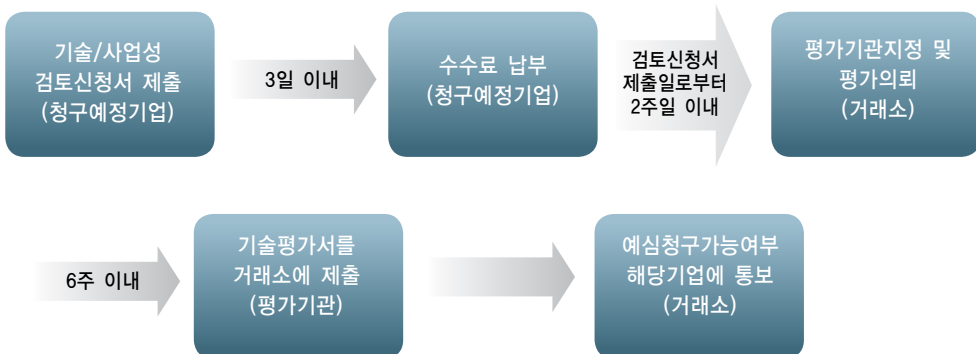 기술/사업성
검토신청서 제출
(청구예정기업)
3일 이내
수수료 납부
(청구예정기업)
검토신청서
제출일로부터
2주일 이내
평가기관지정 및
평가의뢰
(거래소)
6주 이내
기술평가서를
거래소에 제출
(평가기관)
예심청구가능여부
해당기업에 통보
(거래소)